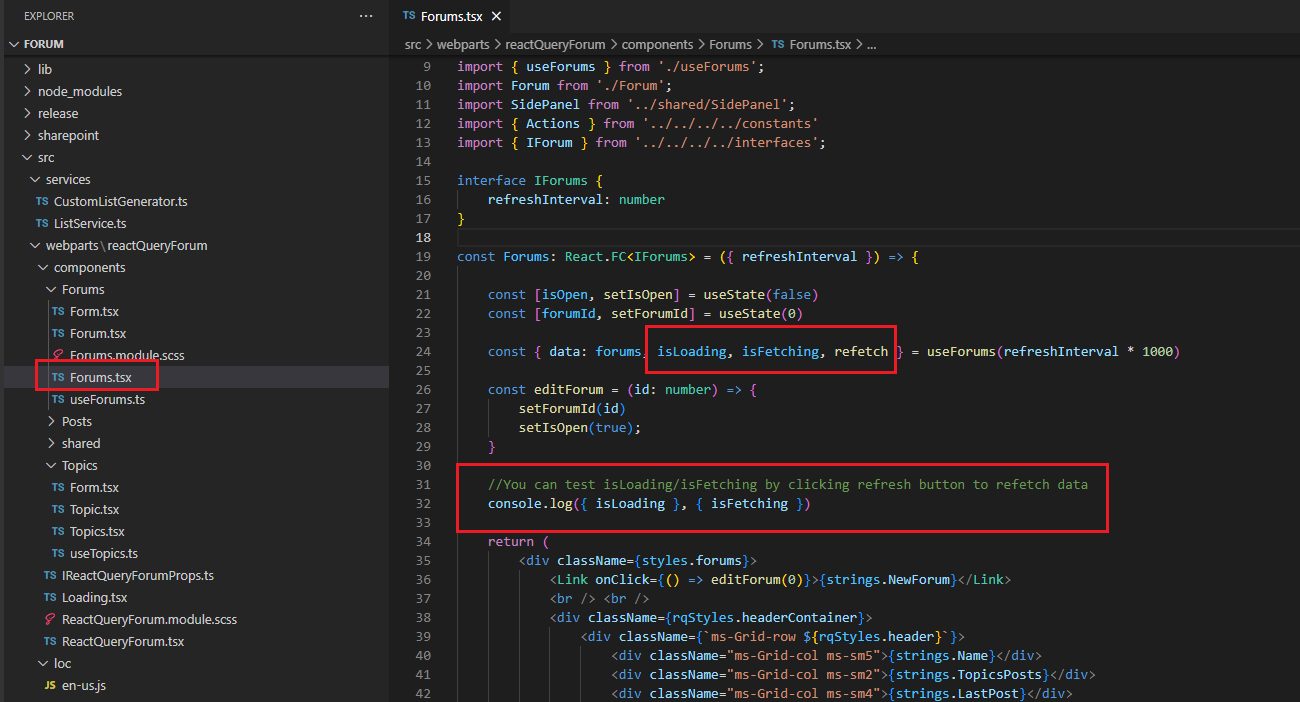 EXPLORER
...
FORUM
lib
node_modules
release
sharepoint
src
services
TS CustomListGenerator.ts
TS ListService.ts
webparts\reactQueryForum
components
Forums
TS Form.tsx
TS Forum.tsx
Forums.module.scss
TS Forums.tsx
TS useForums.ts
Posts
shared
Topics
TS Form.tsx
TS Topic.tsx
TS Topics.tsx
TS useTopics.ts
TS IReactQueryForumProps.ts
TS Loading.tsx
ReactQueryForum.module.scss
TS ReactQueryForum.tsx
loc
JS en-us.js
TS Forums.tsx
src > webparts > reactQueryForum > components > Forums > TS Forums.tsx > ...
9 import { useForums } from './useForums';
10 import Forum from './Forum';
11 import SidePanel from '../shared/SidePanel';
12 import { Actions } from '../../../../constants'
13 import { IForum } from '../../../../interfaces';
14
15 interface IForums {
16 refreshInterval: number
17 }
18
19 const Forums: React.FC<IForums> = ({ refreshInterval }) => {
20
21 const [isOpen, setIsOpen] = useState(false)
22 const [forumId, setForumId] = useState(0)
23
24 const { data: forums, isLoading, isFetching, refetch } = useForums(refreshInterval * 1000)
25
26 const editForum = (id: number) => {
27 setForumId(id)
28 setIsOpen(true);
29 }
30
31 //You can test isLoading/isFetching by clicking refresh button to refetch data
32 console.log({ isLoading }, { isFetching })
33
34 return (
35 <div className={styles.forums}>
36 <Link onClick={() => editForum(0)}>{strings.NewForum}</Link>
37 <br /> <br />
38 <div className={rqStyles.headerContainer}>
39 <div className={`ms-Grid-row ${rqStyles.header}`}>
40 <div className="ms-Grid-col ms-sm5">{strings.Name}</div>
41 <div className="ms-Grid-col ms-sm2">{strings.TopicsPosts}</div>
42 <div className="ms-Grid-col ms-sm4">{strings.LastPost}</div>